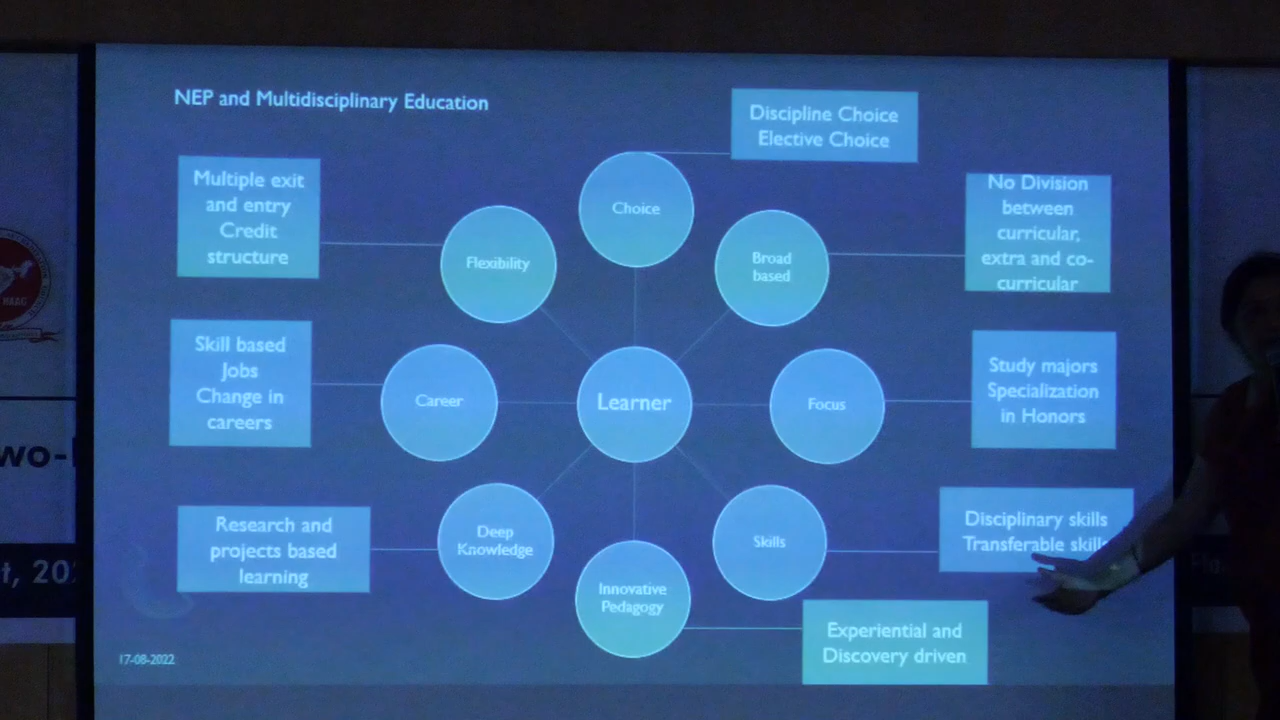 NEP and Multidisciplinary Education
Discipline Choice
Elective Choice
Multiple exit
and entry
Credit
structure
Flexibility
Choice
Broad
based
No Division
between
curricular,
extra and co-
curricular
Skill based
Jobs
Change in
careers
Career
Learner
Focus
Study majors
Specialization
in Honors
Research and
projects based
learning
Deep
Knowledge
Innovative
Pedagogy
Skills
Disciplinary skills
Transferable skills
Experiential and
Discovery driven
17-08-2022
NAAC